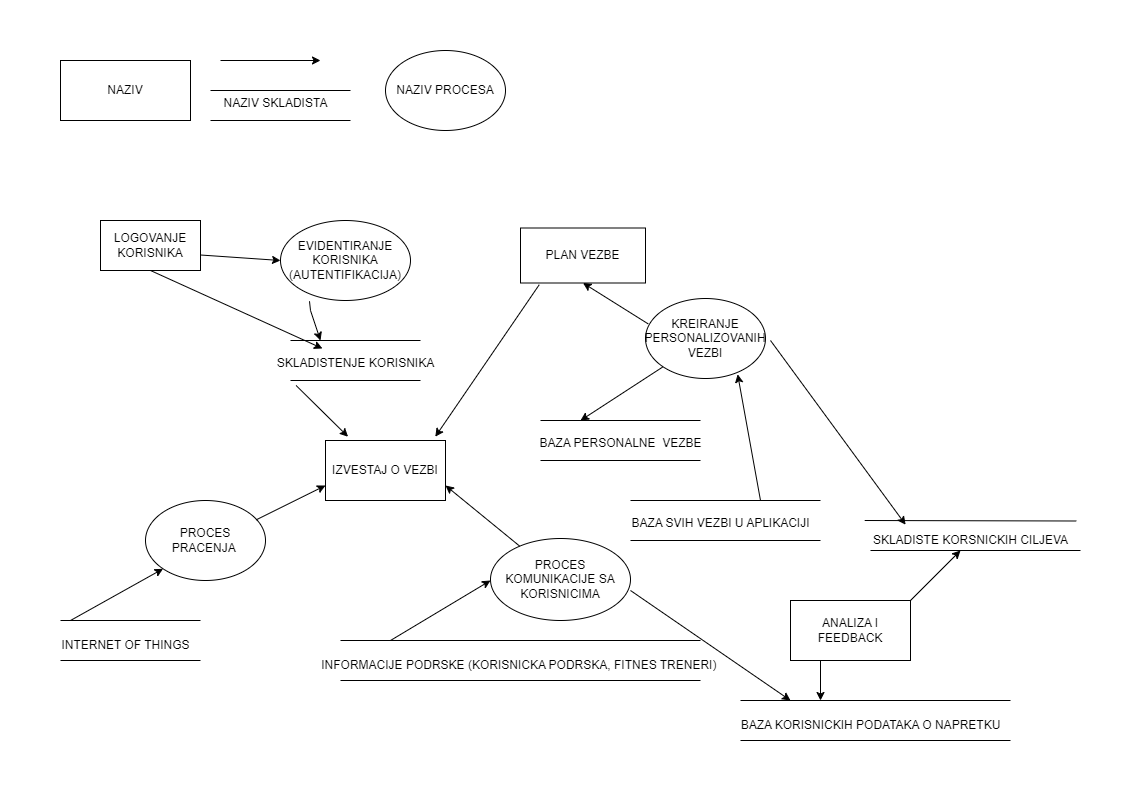 NAZIV
NAZIV SKLADISTA
NAZIV PROCESA
LOGOVANJE
KORISNIKA
EVIDENTIRANJE
KORISNIKA
(AUTENTIFIKACIJA)
PLAN VEZBE
KREIRANJE
PERSONALIZOVANIH
VEZBI
SKLADISTENJE KORISNIKA
BAZA PERSONALNE VEZBE
IZVESTAJ O VEZBI
BAZA SVIH VEZBI U APLIKACIJI
SKLADISTE KORSNICKIH CILJEVA
PROCES
PRACENJA
PROCES
KOMUNIKACIJE SA
KORISNICIMA
ANALIZA I
FEEDBACK
INTERNET OF THINGS
INFORMACIJE PODRSKE (KORISNICKA PODRSKA, FITNES TRENERI)
BAZA KORISNICKIH PODATAKA O NAPRETKU